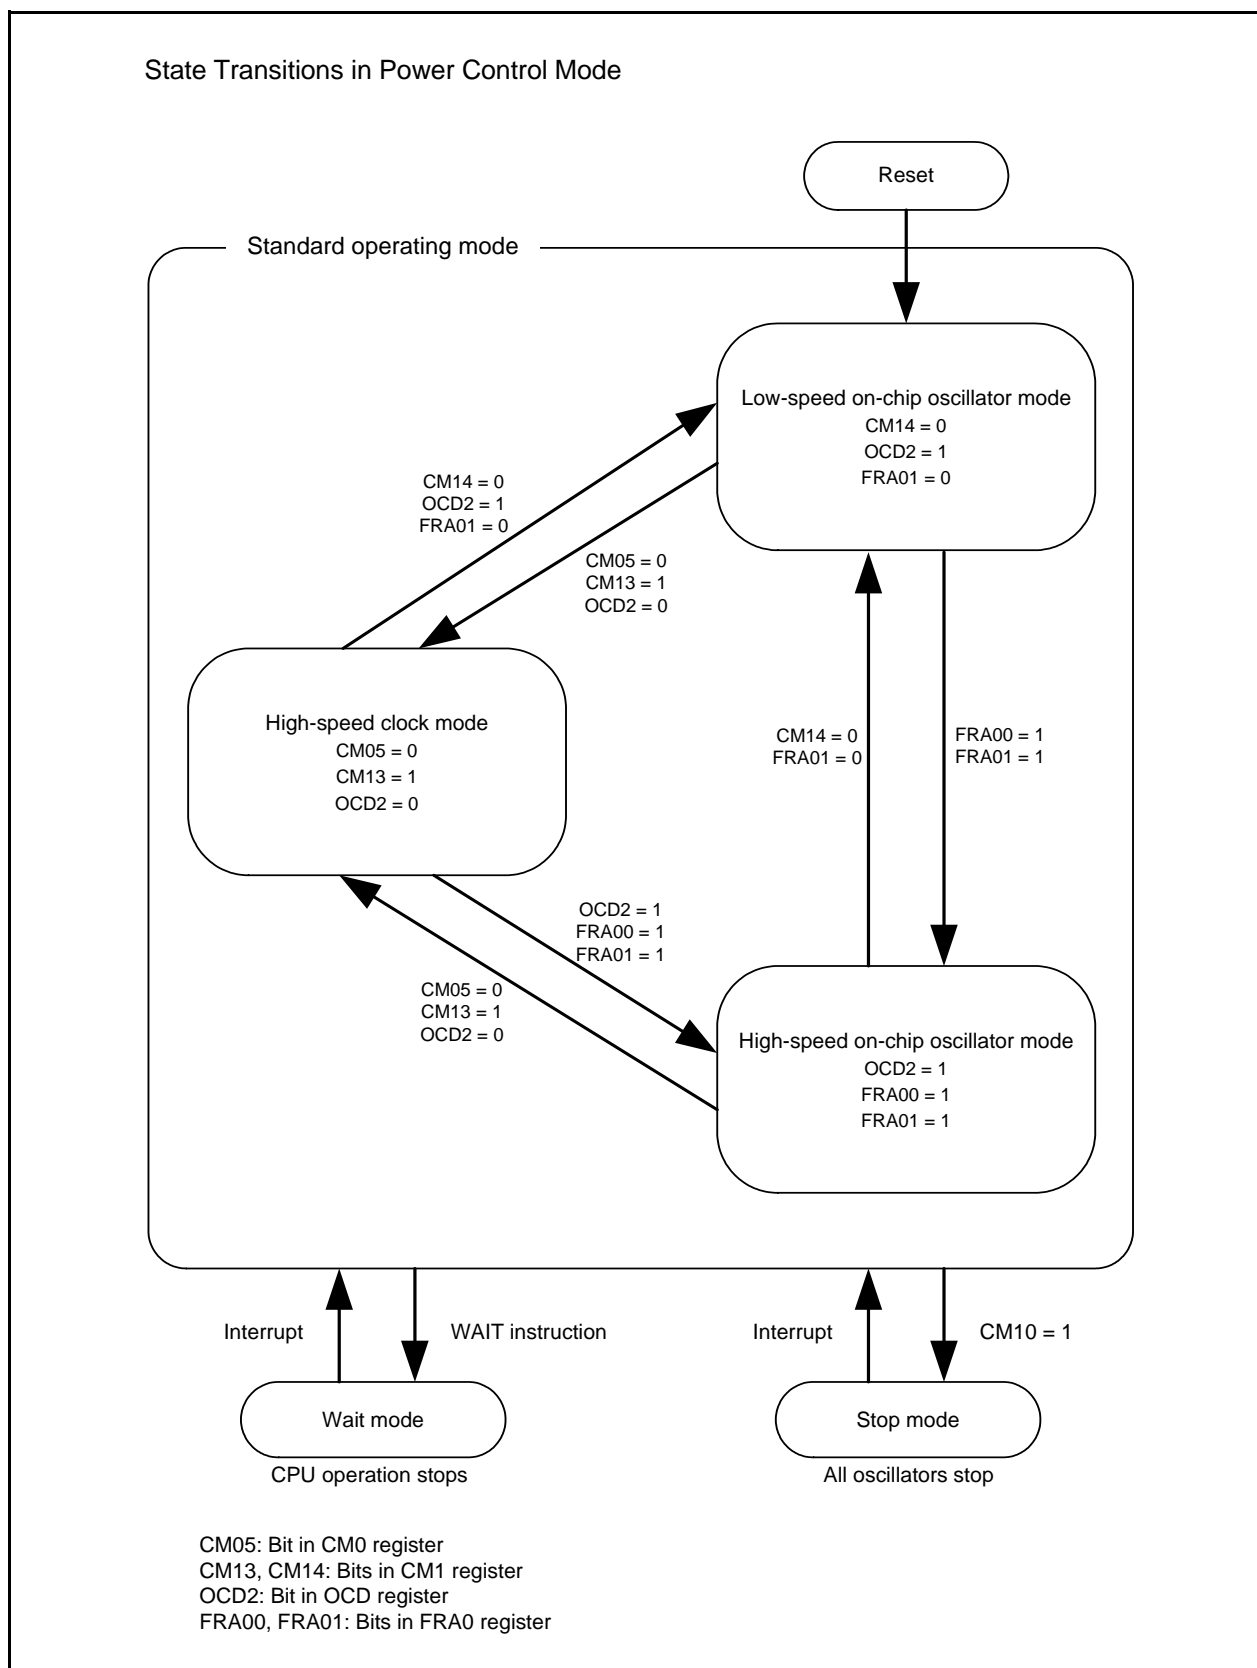 State Transitions in Power Control Mode
Reset
Standard operating mode
Low-speed on-chip oscillator mode
CM14 = 0
OCD2 = 1
FRA01 = 0
CM14 = 0
OCD2 = 1
FRA01 = 0
CM05 = 0
CM13 = 1
OCD2 = 0
High-speed clock mode
CM05 = 0
CM13 = 1
OCD2 = 0
CM14 = 0
FRA01 = 0
FRA00 = 1
FRA01 = 1
OCD2 = 1
FRA00 = 1
FRA01 = 1
CM05 = 0
CM13 = 1
OCD2 = 0
High-speed on-chip oscillator mode
OCD2 = 1
FRA00 = 1
FRA01 = 1
Interrupt
WAIT instruction
Interrupt
CM10 = 1
Wait mode
Stop mode
CPU operation stops
All oscillators stop
CM05: Bit in CM0 register
CM13, CM14: Bits in CM1 register
OCD2: Bit in OCD register
FRA00, FRA01: Bits in FRA0 register